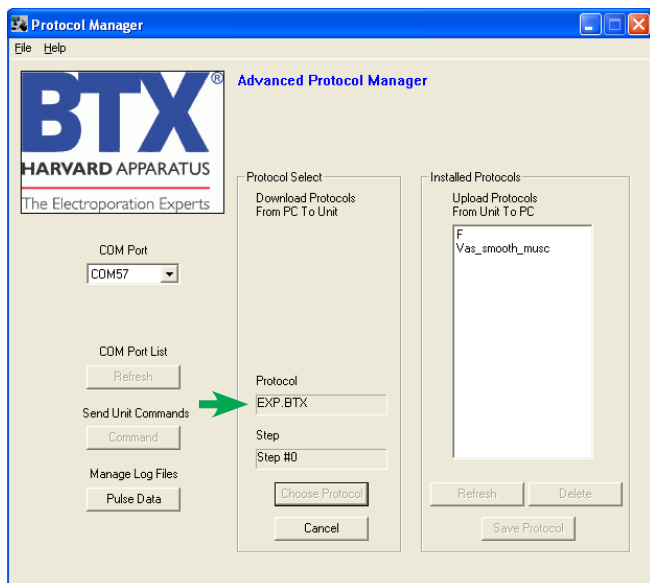 Protocol Manager
File Help
BTX®
HARVARD APPARATUS
The Electroporation Experts
Advanced Protocol Manager
COM Port
COM57
COM Port List
Refresh
Send Unit Commands
Command
Manage Log Files
Pulse Data
Protocol Select
Download Protocols
From PC To Unit
Protocol
EXP.BTX
Step
Step #0
Choose Protocol
Cancel
Installed Protocols
Upload Protocols
From Unit To PC
F
Vas_smooth_musc
Refresh Delete
Save Protocol